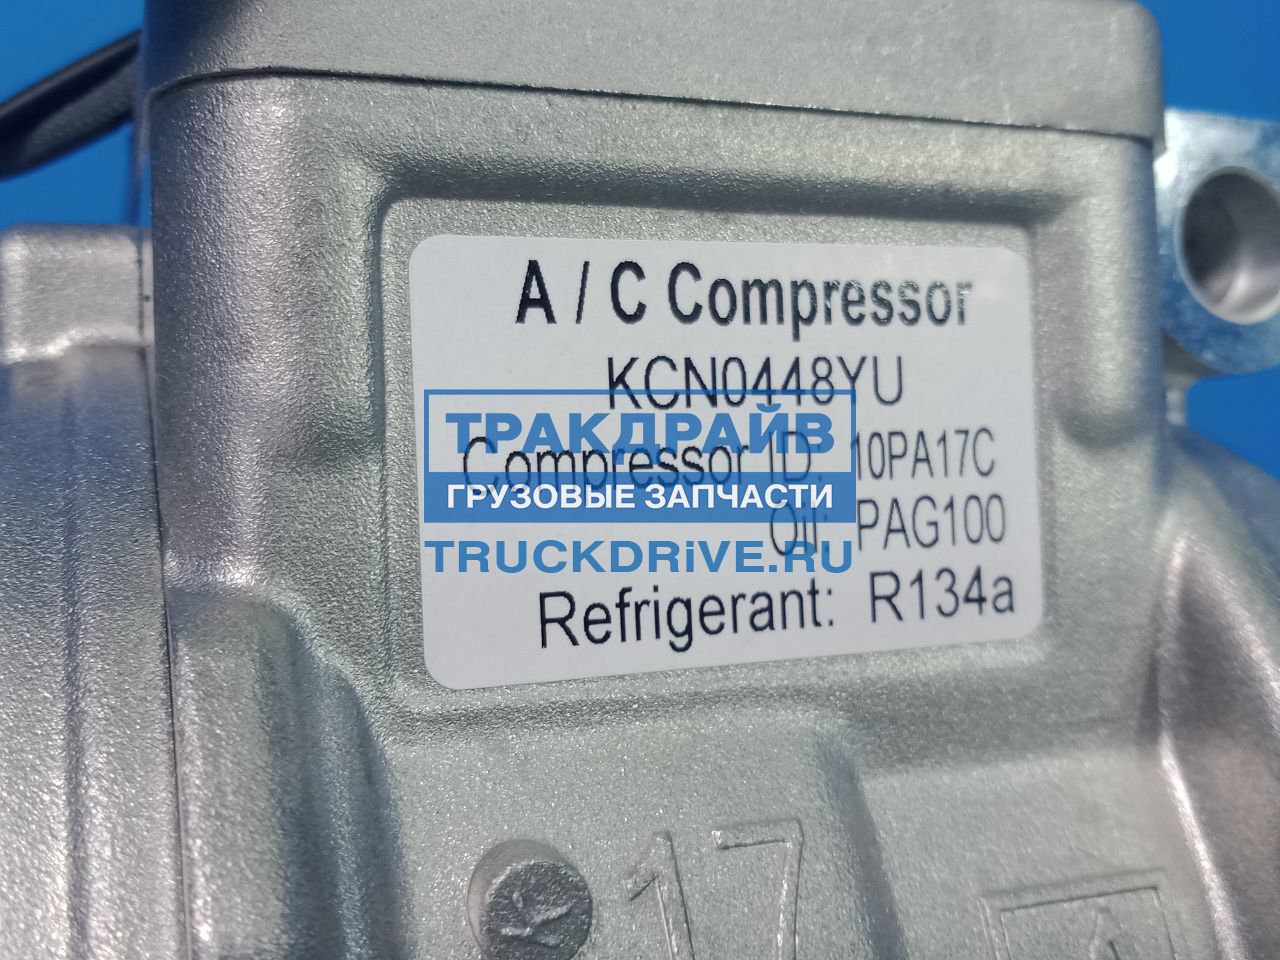 A / C Compressor
KCN0448YU
ТРАКДРАЙВ
Compressor ID: 10PA17C
ГРУЗОВЫЕ ЗАПЧАСТИ
Oil: PAG100
TRUCKDRiVE.RU
Refrigerant: R134a
17